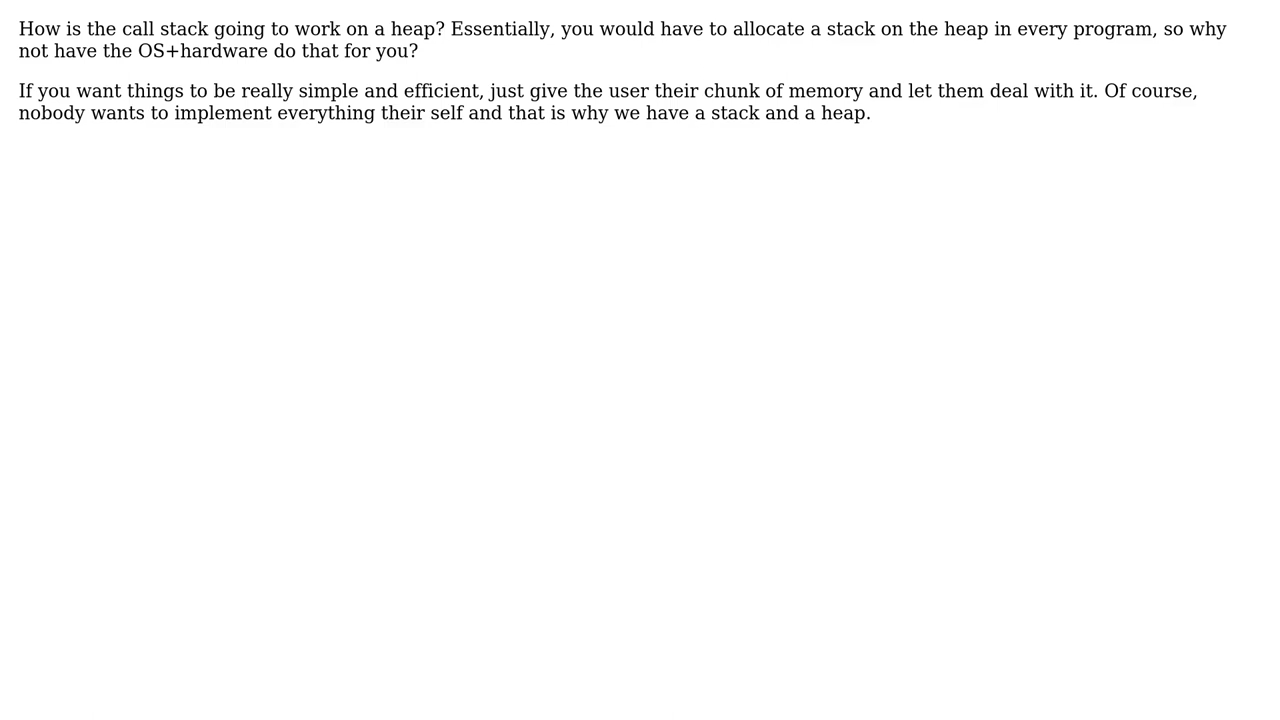 How is the call stack going to work on a heap? Essentially, you would have to allocate a stack on the heap in every program, so why
not have the OS+hardware do that for you?
If you want things to be really simple and efficient, just give the user their chunk of memory and let them deal with it. Of course,
nobody wants to implement everything their self and that is why we have a stack and a heap.